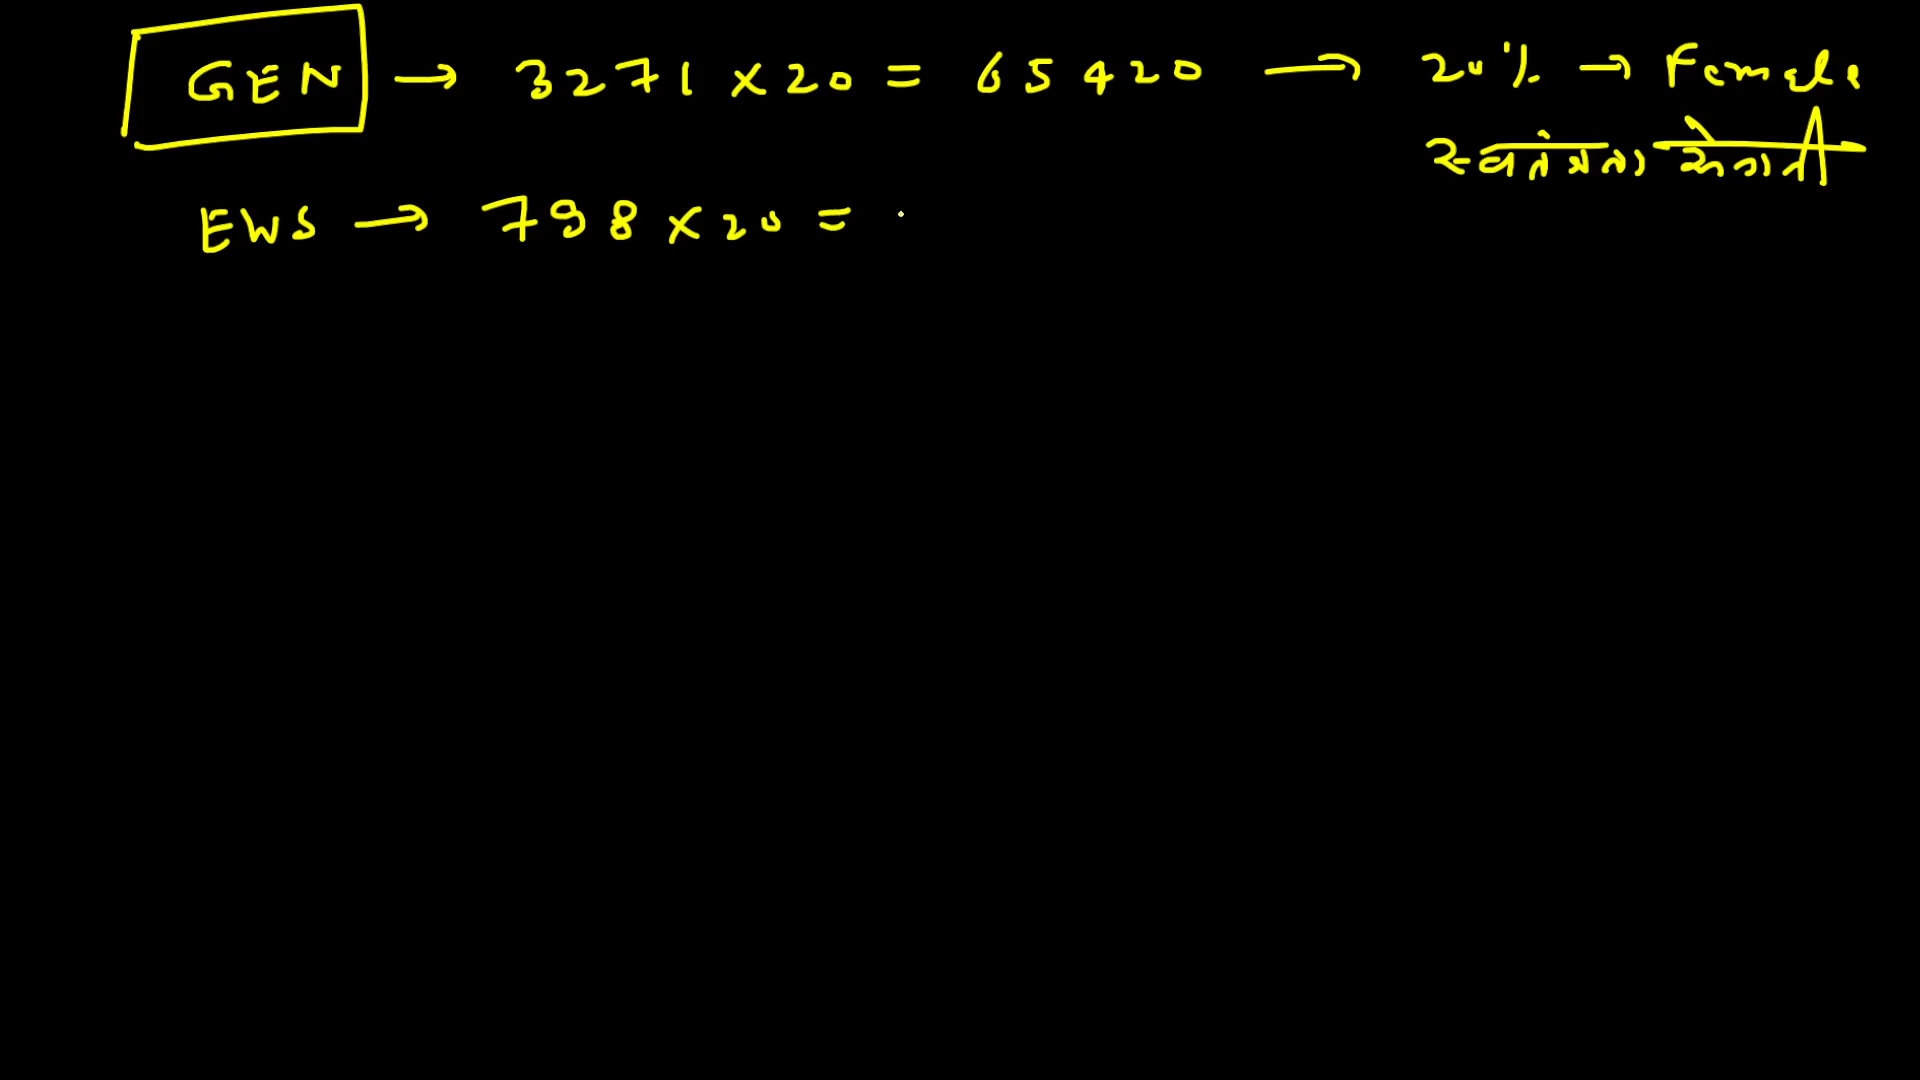 GEN → 3271 x 20 = 65420 → 20% → Female
स्वतंत्रता सेनानी
EWS → 798 x 20 =